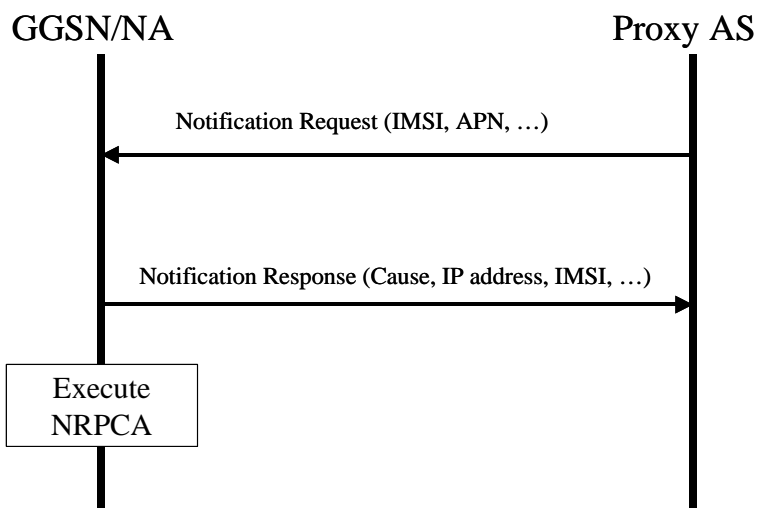 GGSN/NA
Proxy AS
Notification Request (IMSI, APN, …)
Notification Response (Cause, IP address, IMSI, …)
Execute
NRPCA